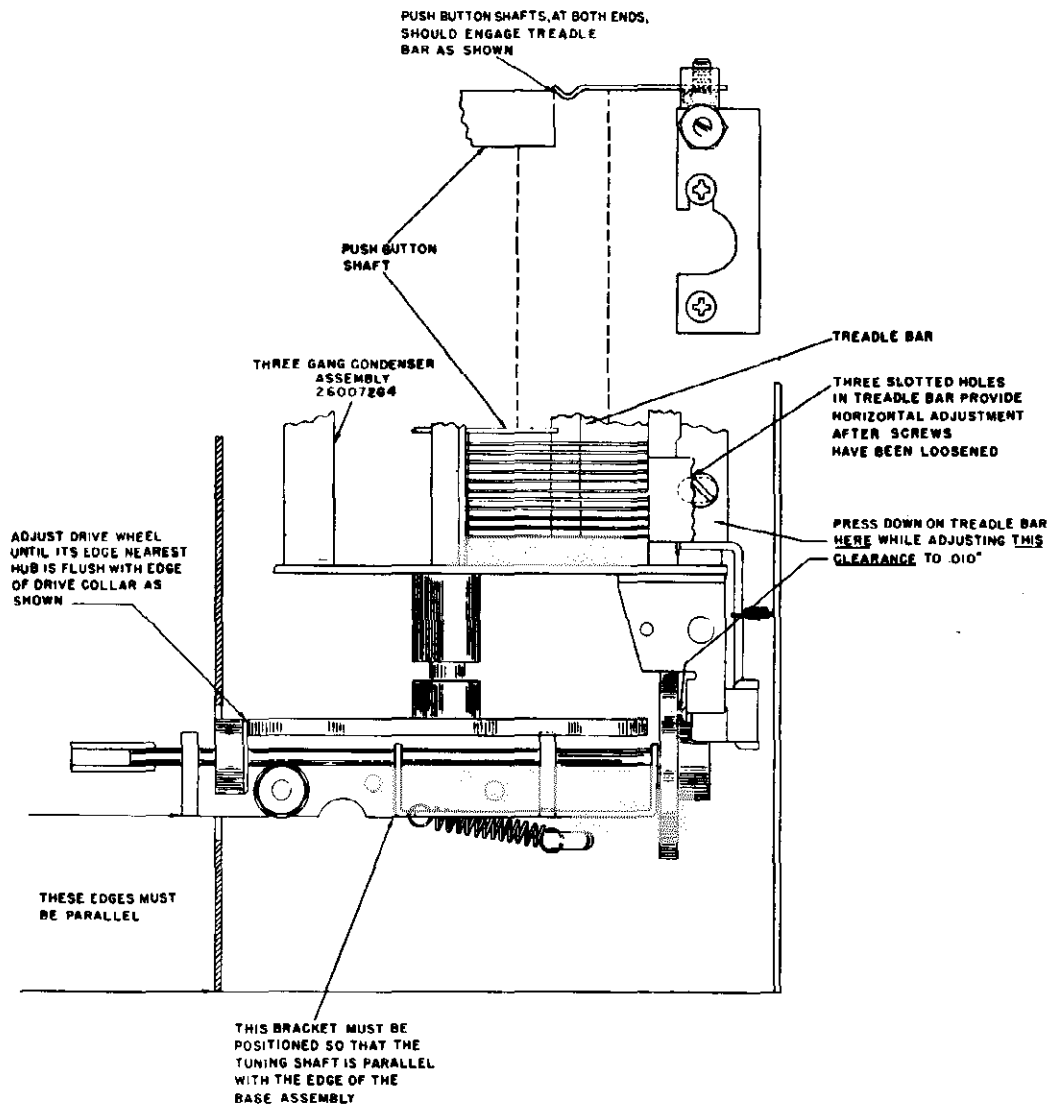 PUSH BUTTON SHAFTS, AT BOTH ENDS,
SHOULD ENGAGE TREADLE
BAR AS SHOWN
PUSH BUTTON
SHAFT
TREADLE BAR
THREE GANG CONDENSER
ASSEMBLY
26007264
THREE SLOTTED HOLES
IN TREADLE BAR PROVIDE
HORIZONTAL ADJUSTMENT
AFTER SCREWS
HAVE BEEN LOOSENED
ADJUST DRIVE WHEEL
UNTIL ITS EDGE NEAREST
HUB IS FLUSH WITH EDGE
OF DRIVE COLLAR AS
SHOWN
PRESS DOWN ON TREADLE BAR
HERE WHILE ADJUSTING THIS
CLEARANCE TO .010"
THESE EDGES MUST
BE PARALLEL
THIS BRACKET MUST BE
POSITIONED SO THAT THE
TUNING SHAFT IS PARALLEL
WITH THE EDGE OF THE
BASE ASSEMBLY